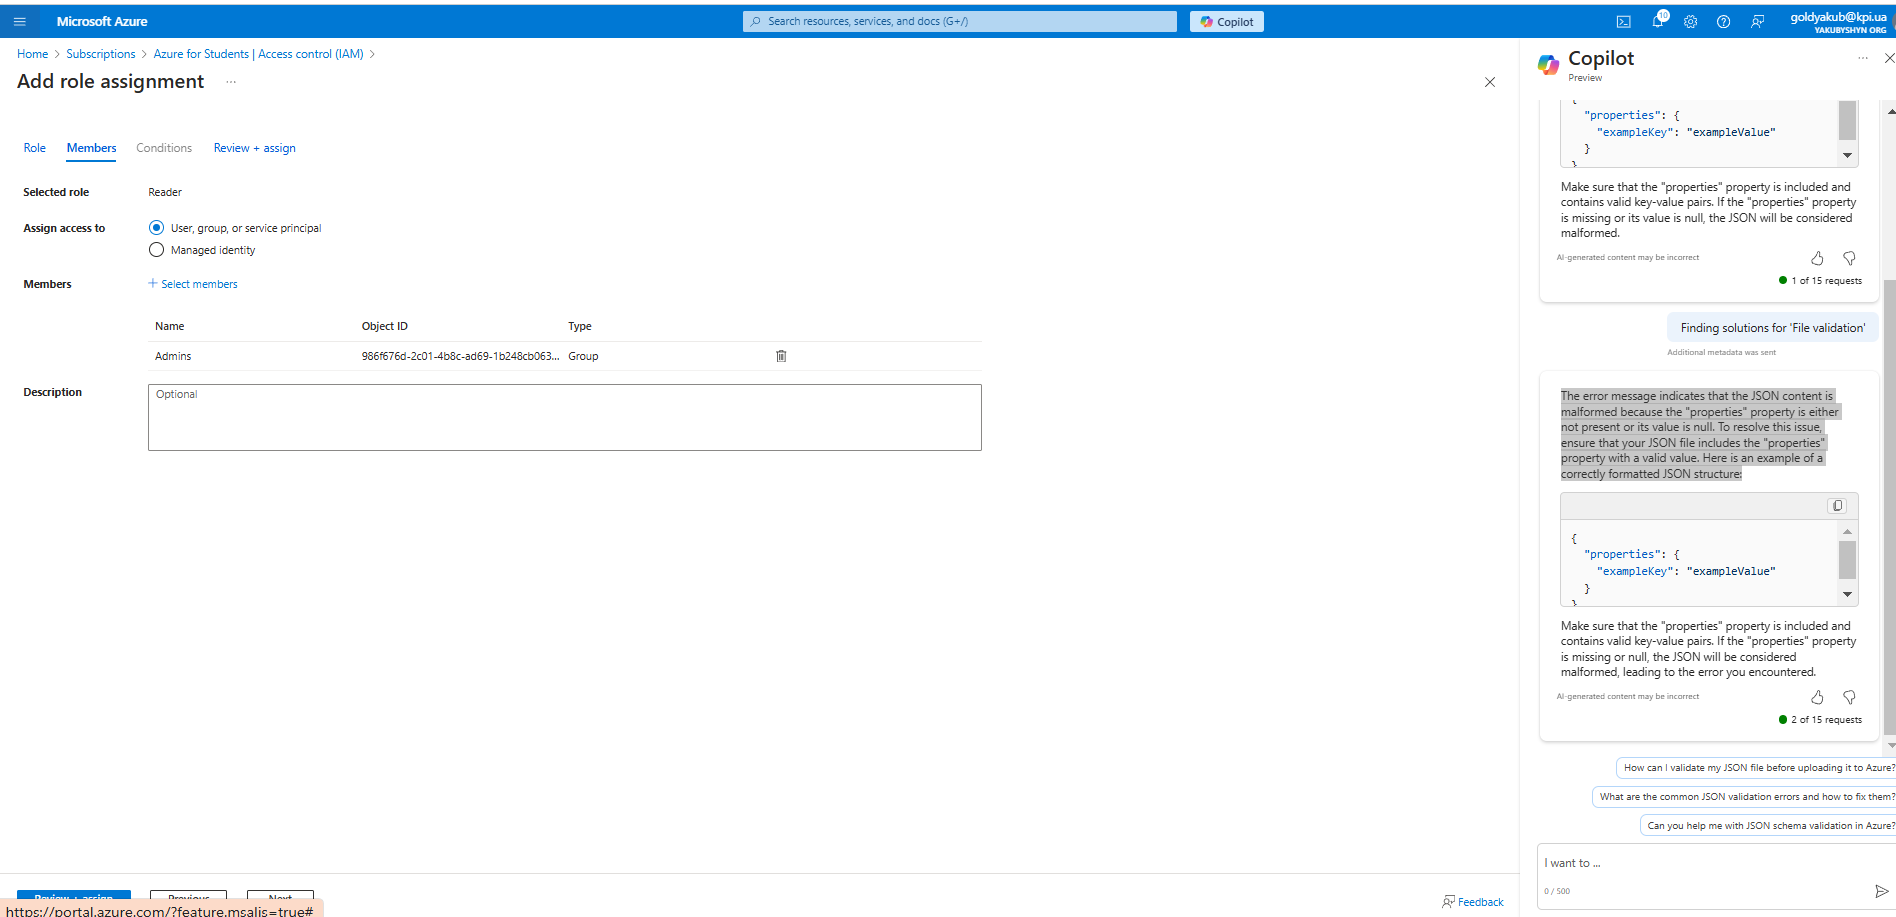 Microsoft Azure
Search resources, services, and docs (G+/)
Copilot
10
goldyakub@kpi.ua
YAKUBYSHYN ORG
Home > Subscriptions > Azure for Students | Access control (IAM) >
Add role assignment ...
Role Members Conditions Review + assign
Selected role Reader
Assign access to User, group, or service principal
Managed identity
Members + Select members
Name Object ID Type
Admins 986f676d-2c01-4b8c-ad69-1b248cb063... Group
Description Optional
Review + assign Previous Next
https://portal.azure.com/?feature.msalis=true#
Feedback
Copilot
Preview
{
"properties": {
"exampleKey": "exampleValue"
}
}
Make sure that the "properties" property is included and
contains valid key-value pairs. If the "properties" property
is missing or its value is null, the JSON will be considered
malformed.
AI-generated content may be incorrect
1 of 15 requests
Finding solutions for 'File validation'
Additional metadata was sent
The error message indicates that the JSON content is
malformed because the "properties" property is either
not present or its value is null. To resolve this issue,
ensure that your JSON file includes the "properties"
property with a valid value. Here is an example of a
correctly formatted JSON structure:
{
"properties": {
"exampleKey": "exampleValue"
}
}
Make sure that the "properties" property is included and
contains valid key-value pairs. If the "properties" property
is missing or null, the JSON will be considered
malformed, leading to the error you encountered.
AI-generated content may be incorrect
2 of 15 requests
How can I validate my JSON file before uploading it to Azure?
What are the common JSON validation errors and how to fix them?
Can you help me with JSON schema validation in Azure?
I want to ...
0 / 500